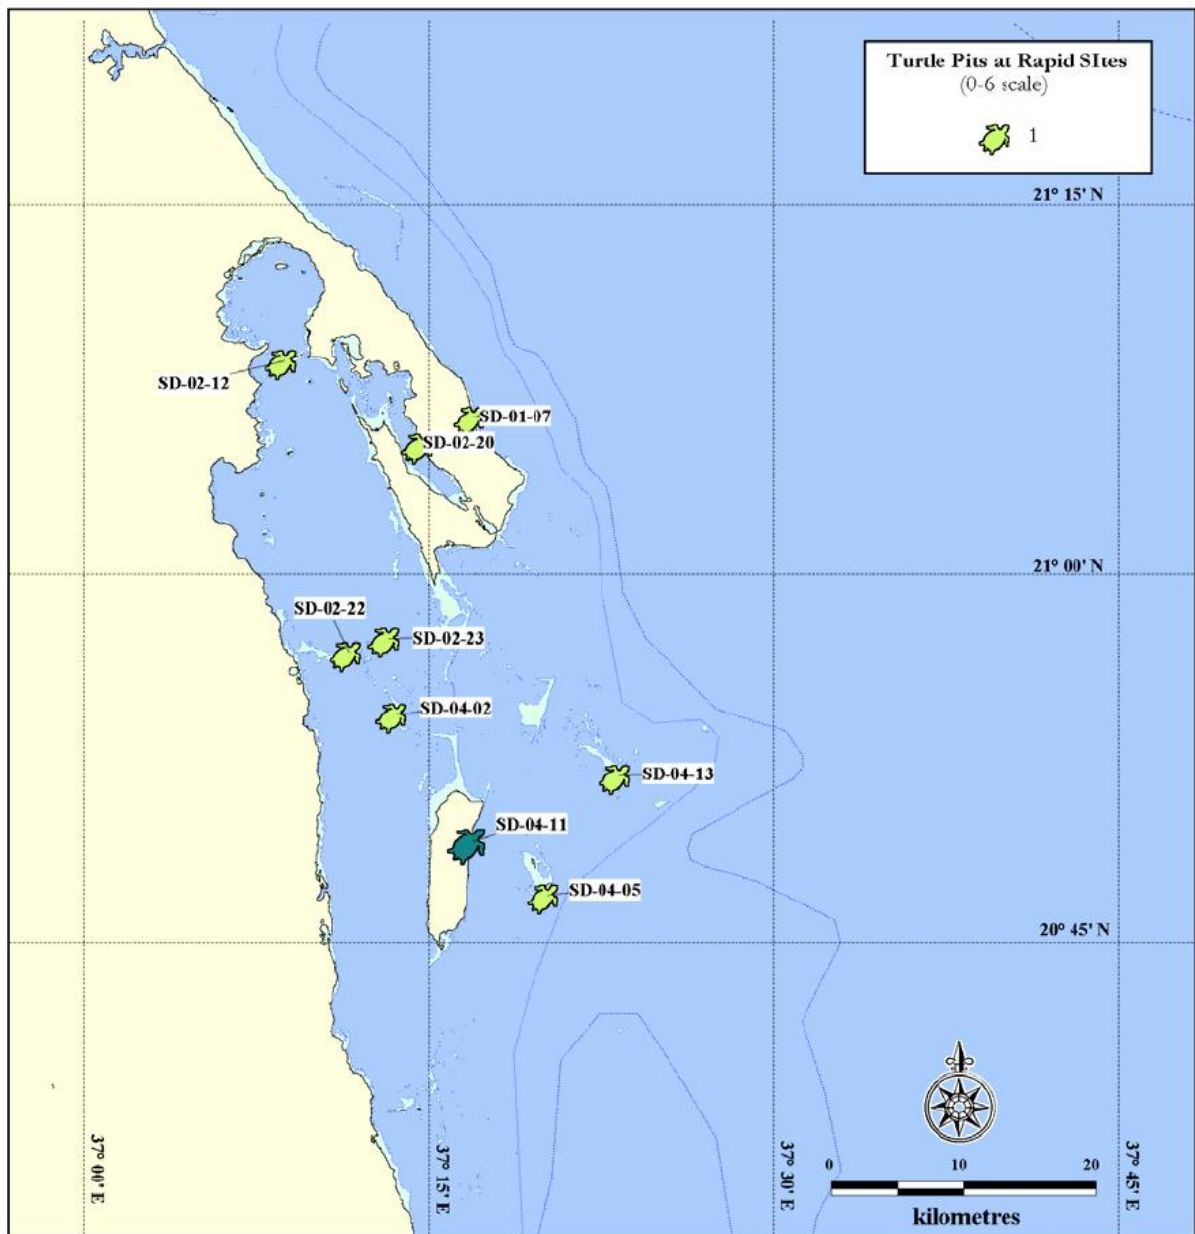 Turtle Pits at Rapid SItes
(0-6 scale)
1
21° 15' N
SD-02-12
SD-01-07
SD-02-20
21° 00' N
SD-02-22
SD-02-23
SD-04-02
SD-04-13
SD-04-11
SD-04-05
20° 45' N
37° 00' E
37° 15' E
37° 30' E
37° 45' E
0 10 20
kilometres